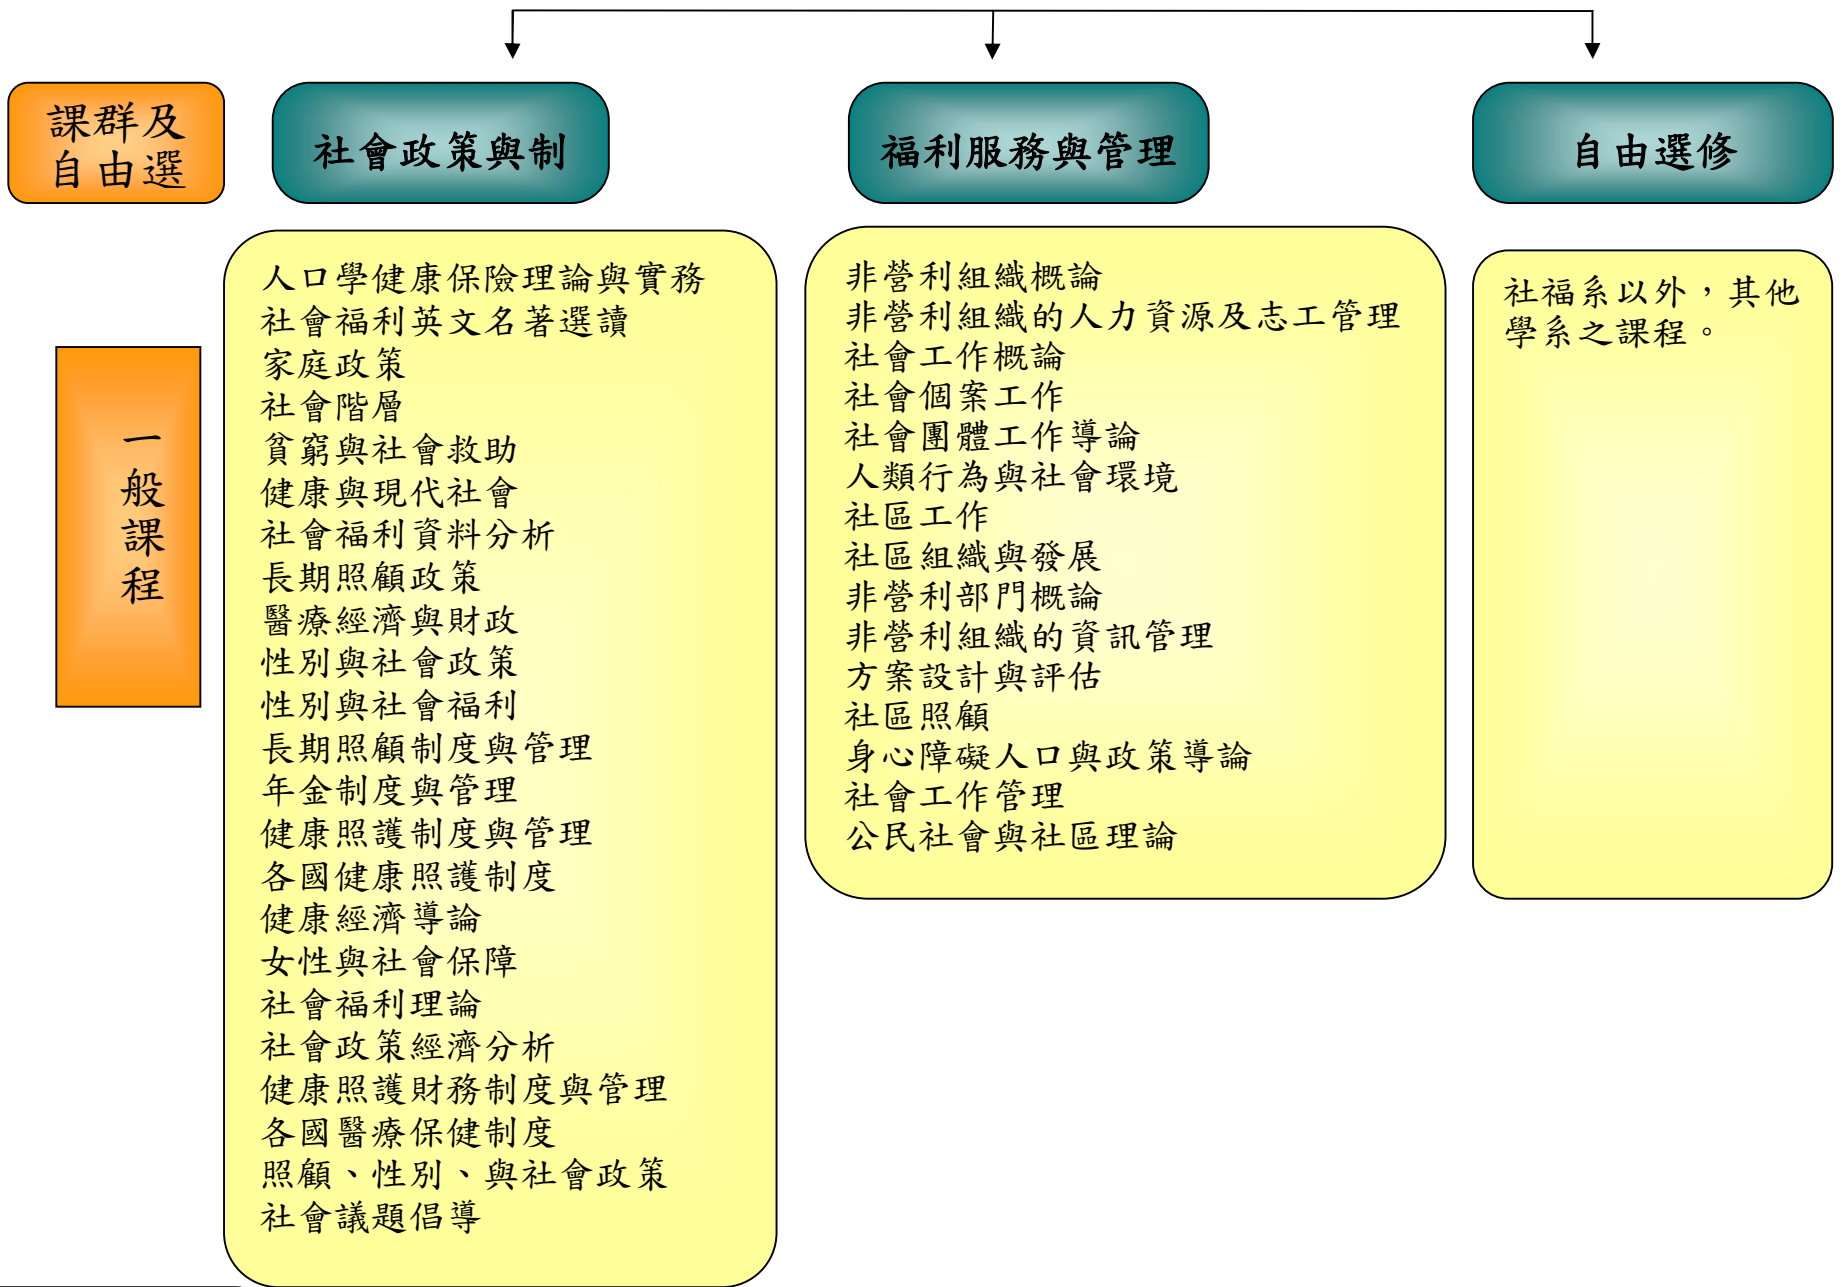 課群及
自由選
社會政策與制
福利服務與管理
自由選修
一般課程
人口學健康保險理論與實務
社會福利英文名著選讀
家庭政策
社會階層
貧窮與社會救助
健康與現代社會
社會福利資料分析
長期照顧政策
醫療經濟與財政
性別與社會政策
性別與社會福利
長期照顧制度與管理
年金制度與管理
健康照護制度與管理
各國健康照護制度
健康經濟導論
女性與社會保障
社會福利理論
社會政策經濟分析
健康照護財務制度與管理
各國醫療保健制度
照顧、性別、與社會政策
社會議題倡導
非營利組織概論
非營利組織的人力資源及志工管理
社會工作概論
社會個案工作
社會團體工作導論
人類行為與社會環境
社區工作
社區組織與發展
非營利部門概論
非營利組織的資訊管理
方案設計與評估
社區照顧
身心障礙人口與政策導論
社會工作管理
公民社會與社區理論
社福系以外，其他
學系之課程。